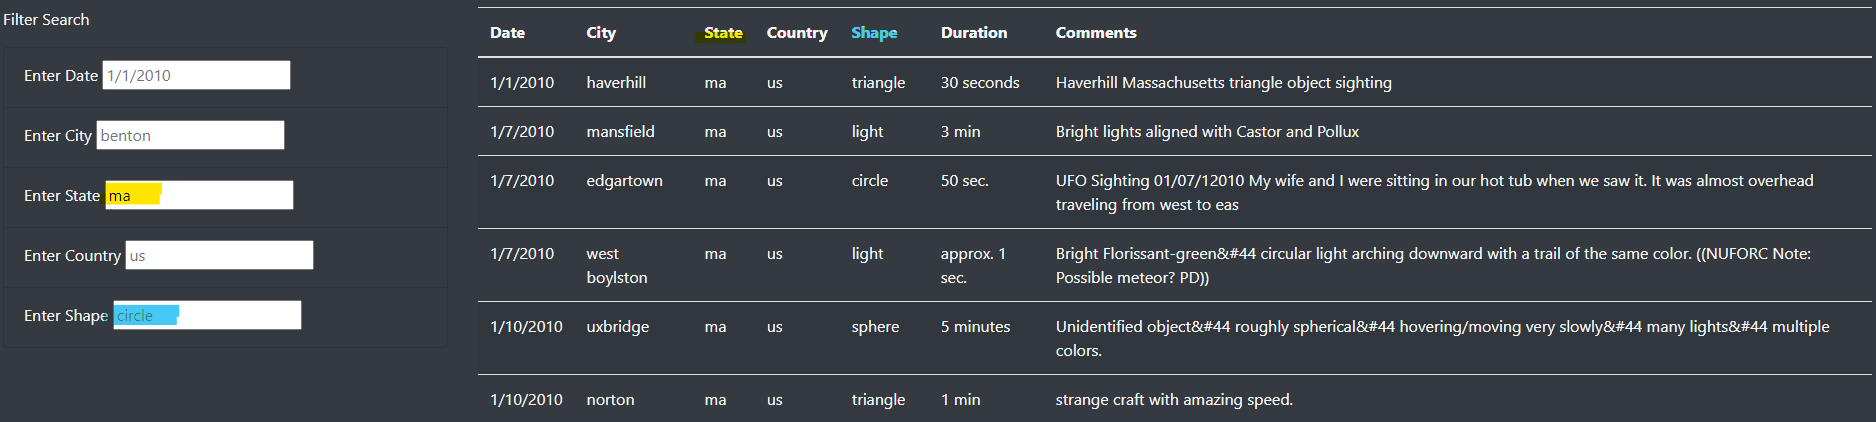 Filter Search
Enter Date 1/1/2010
Enter City benton
Enter State ma
Enter Country us
Enter Shape circle
Date City State Country Shape Duration Comments
1/1/2010 haverhill ma us triangle 30 seconds Haverhill Massachusetts triangle object sighting
1/7/2010 mansfield ma us light 3 min Bright lights aligned with Castor and Pollux
1/7/2010 edgartown ma us circle 50 sec. UFO Sighting 01/07/12010 My wife and I were sitting in our hot tub when we saw it. It was almost overhead
traveling from west to eas
1/7/2010 west ma us light approx. 1 Bright Florissant-green&#44 circular light arching downward with a trail of the same color. ((NUFORC Note:
boylston sec. Possible meteor? PD))
1/10/2010 uxbridge ma us sphere 5 minutes Unidentified object&#44 roughly spherical&#44 hovering/moving very slowly&#44 many lights&#44 multiple
colors.
1/10/2010 norton ma us triangle 1 min strange craft with amazing speed.